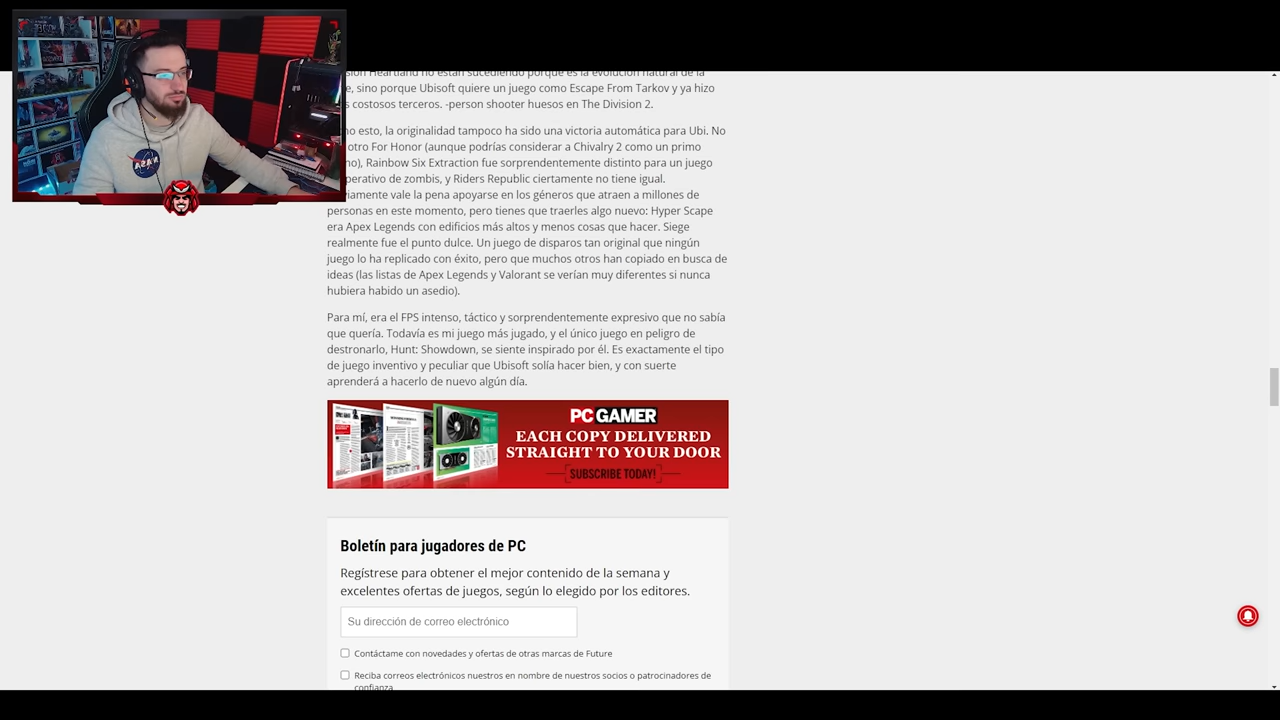 Heartland no están sucediendo porque es la evolución natural de la
sino porque Ubisoft quiere un juego como Escape From Tarkov y ya hizo
costosos terceros. -person shooter huesos en The Division 2.
esto, la originalidad tampoco ha sido una victoria automática para Ubi. No
otro For Honor (aunque podrías considerar a Chivalry 2 como un primo
Rainbow Six Extraction fue sorprendentemente distinto para un juego
de zombis, y Riders Republic ciertamente no tiene igual.
vale la pena apoyarse en los géneros que atraen a millones de
personas en este momento, pero tienes que traerles algo nuevo: Hyper Scape
era Apex Legends con edificios más altos y menos cosas que hacer. Siege
realmente fue el punto dulce. Un juego de disparos tan original que ningún
juego lo ha replicado con éxito, pero que muchos otros han copiado en busca de
ideas (las listas de Apex Legends y Valorant se verían muy diferentes si nunca
hubiera habido un asedio).
Para mí, era el FPS intenso, táctico y sorprendentemente expresivo que no sabía
que quería. Todavía es mi juego más jugado, y el único juego en peligro de
destronarlo, Hunt: Showdown, se siente inspirado por él. Es exactamente el tipo
de juego inventivo y peculiar que Ubisoft solía hacer bien, y con suerte
aprenderá a hacerlo de nuevo algún día.
PC GAMER
EACH COPY DELIVERED
STRAIGHT TO YOUR DOOR
SUBSCRIBE TODAY!
Boletín para jugadores de PC
Regístrese para obtener el mejor contenido de la semana y
excelentes ofertas de juegos, según lo elegido por los editores.
Su dirección de correo electrónico
Contáctame con novedades y ofertas de otras marcas de Future
Reciba correos electrónicos nuestros en nombre de nuestros socios o patrocinadores de
confianza